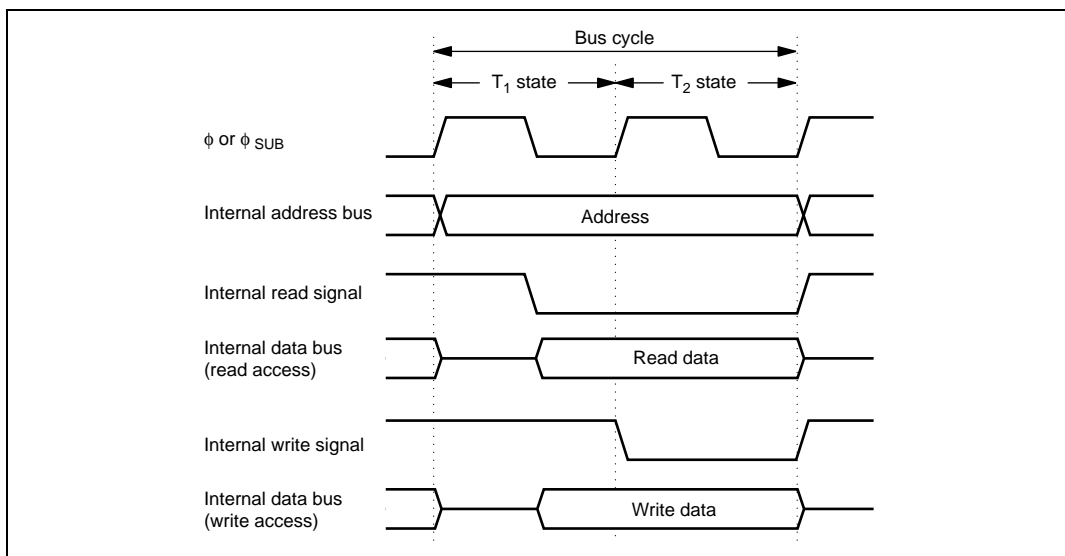 Bus cycle
T₁ state
T₂ state
ϕ or ϕ SUB
Internal address bus
Address
Internal read signal
Internal data bus
(read access)
Read data
Internal write signal
Internal data bus
(write access)
Write data